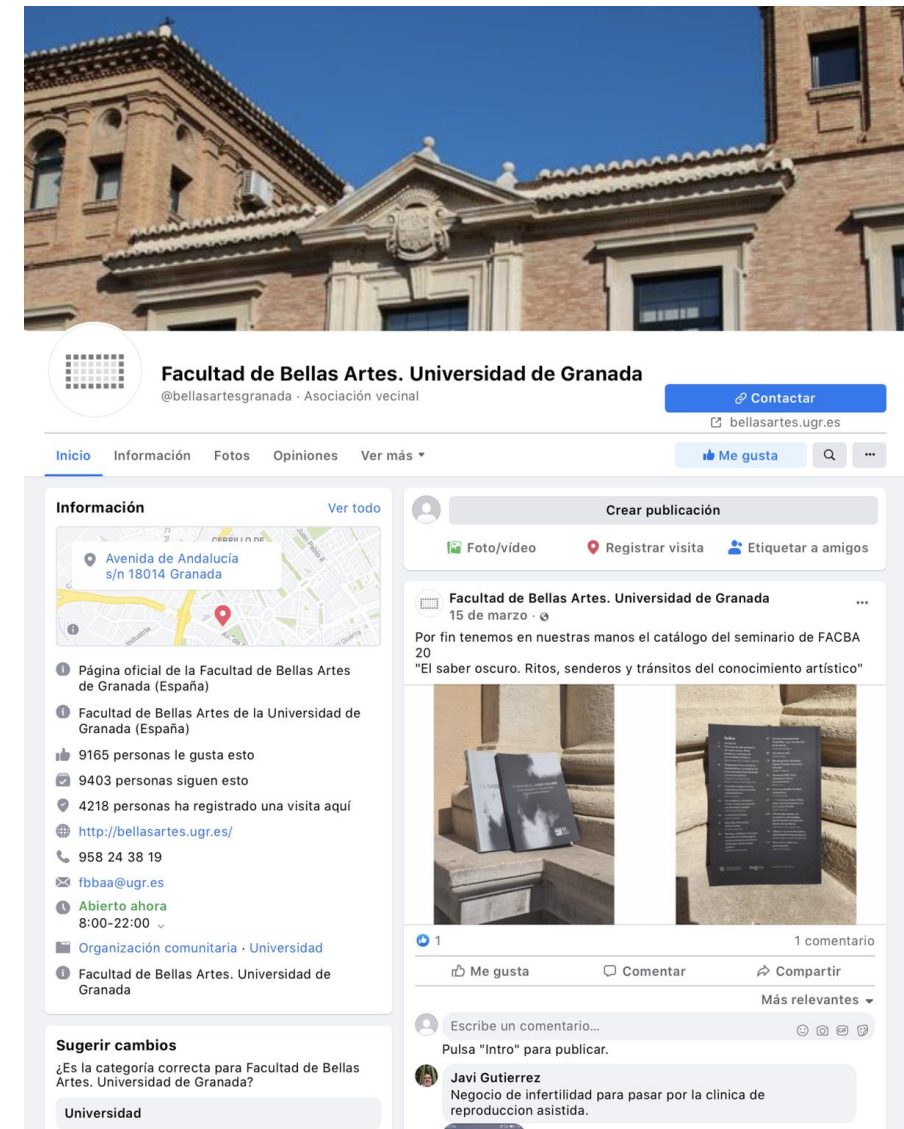 Facultad de Bellas Artes. Universidad de Granada
@bellasartesgranada · Asociación vecinal
Contactar
bellasartes.ugr.es
Inicio
Información
Fotos
Opiniones
Ver más
Me gusta
Información
Ver todo
CERRILLO DE
Juan Pablo II
Avenida de Andalucía
s/n 18014 Granada
Industria
Página oficial de la Facultad de Bellas Artes
de Granada (España)
Facultad de Bellas Artes de la Universidad de
Granada (España)
9165 personas le gusta esto
9403 personas siguen esto
4218 personas ha registrado una visita aquí
http://bellasartes.ugr.es/
958 24 38 19
fbbaa@ugr.es
Abierto ahora
8:00-22:00
Organización comunitaria · Universidad
Facultad de Bellas Artes. Universidad de
Granada
Sugerir cambios
¿Es la categoría correcta para Facultad de Bellas
Artes. Universidad de Granada?
Universidad
Crear publicación
Foto/vídeo
Registrar visita
Etiquetar a amigos
Facultad de Bellas Artes. Universidad de Granada
15 de marzo ·
Por fin tenemos en nuestras manos el catálogo del seminario de FACBA
20
"El saber oscuro. Ritos, senderos y tránsitos del conocimiento artístico"
1
1 comentario
Me gusta
Comentar
Compartir
Más relevantes
Escribe un comentario...
GIF
Pulsa "Intro" para publicar.
Javi Gutierrez
Negocio de infertilidad para pasar por la clinica de
reproduccion asistida.